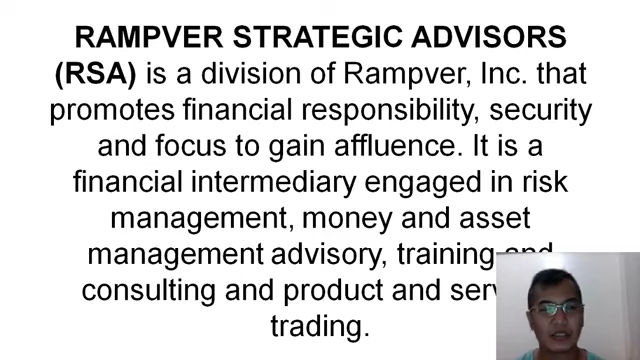 RAMPVER STRATEGIC ADVISORS
(RSA) is a division of Rampver, Inc. that
promotes financial responsibility, security
and focus to gain affluence. It is a
financial intermediary engaged in risk
management, money and asset
management advisory, training and
consulting and product and
trading.